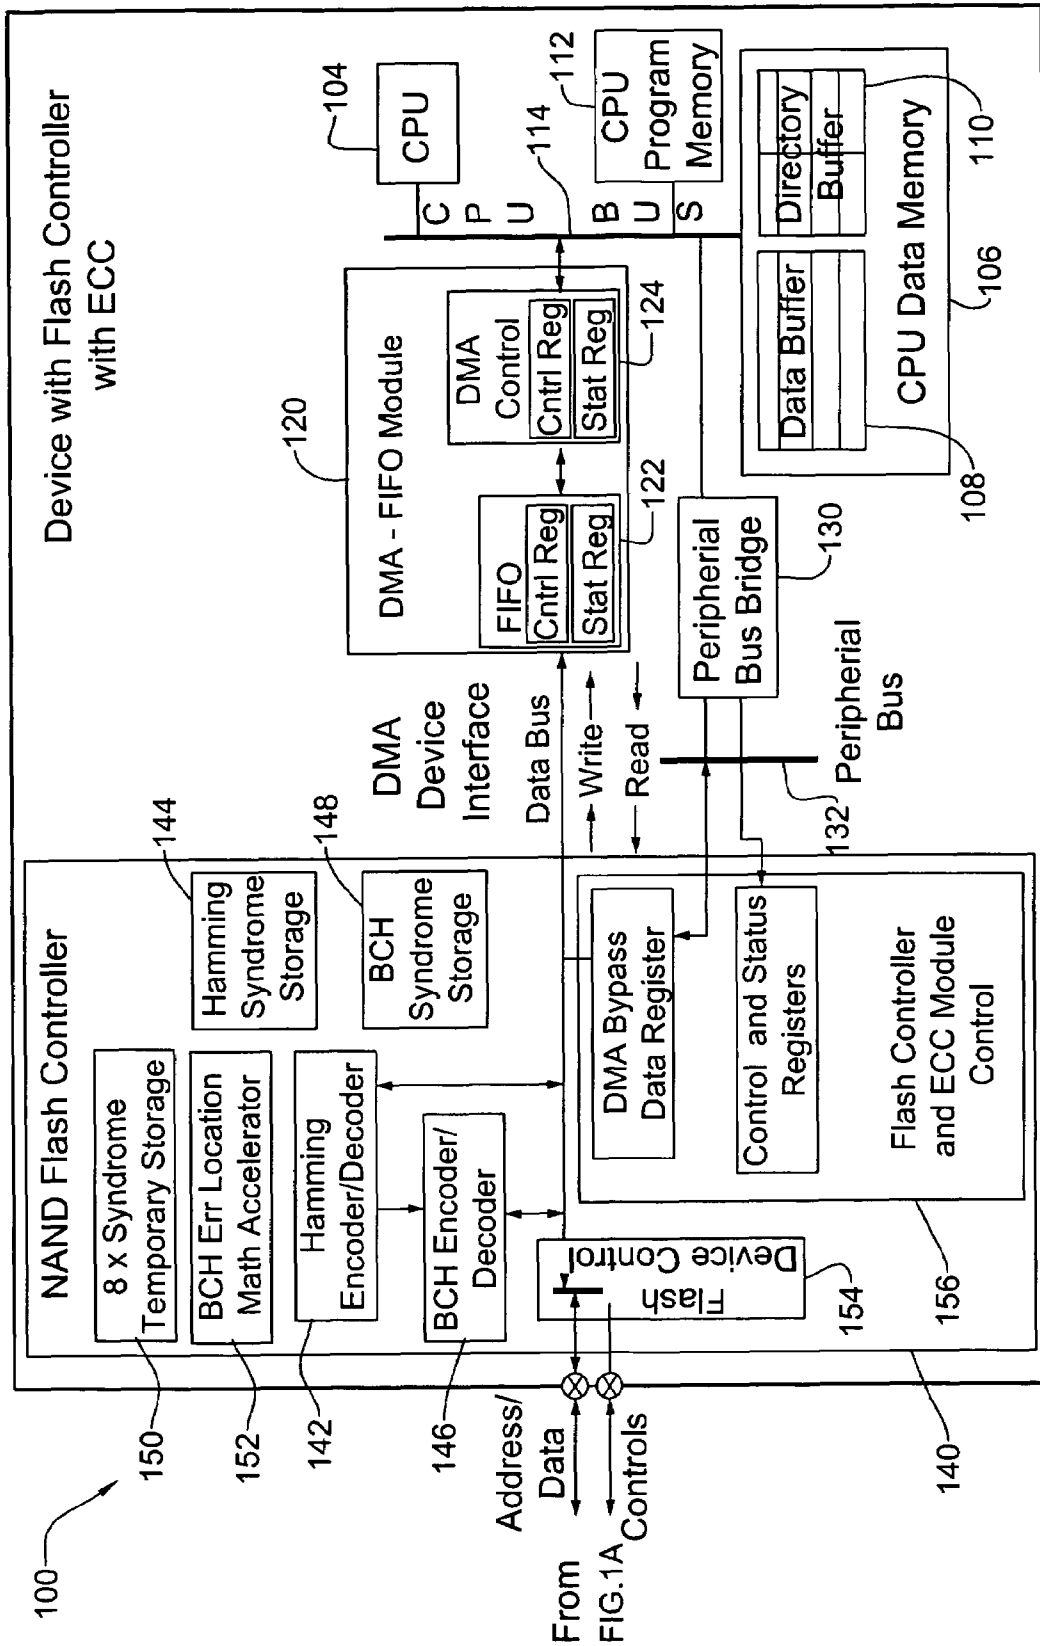 Device with Flash Controller
with ECC
100
NAND Flash Controller
8 x Syndrome
Temporary Storage
150
BCH Err Location
Math Accelerator
152
Hamming
Encoder/Decoder
142
BCH Encoder/
Decoder
146
Hamming
Syndrome
Storage
144
BCH
Syndrome
Storage
148
DMA
Device
Interface
Data Bus
Write
Read
120
DMA - FIFO Module
FIFO
Cntrl Reg
Stat Reg
122
DMA
Control
Cntrl Reg
Stat Reg
124
104
CPU
CPU BUS
114
112
CPU
Program
Memory
Data Buffer
108
Directory
Buffer
110
CPU Data Memory
106
Peripherial
Bus Bridge
130
Peripherial
Bus
132
DMA Bypass
Data Register
Control and Status
Registers
Flash Controller
and ECC Module
Control
156
Flash
Device Control
154
140
Address/
Data
From
FIG.1A
Controls